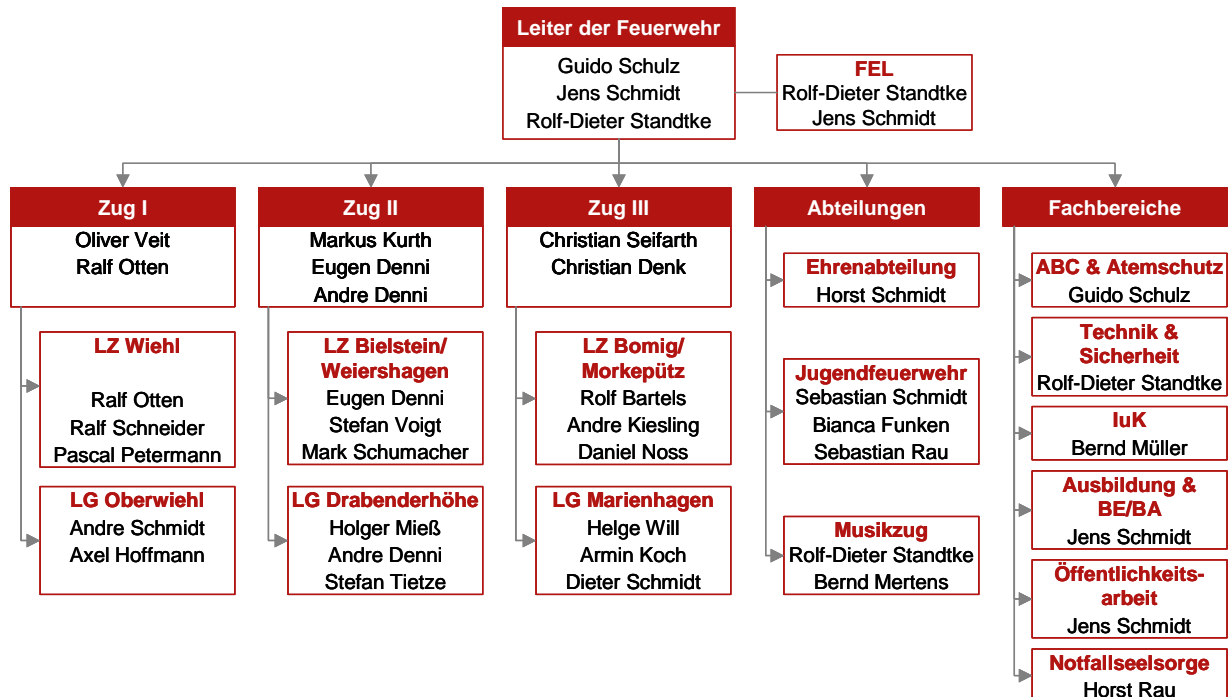 Leiter der Feuerwehr
Guido Schulz
Jens Schmidt
Rolf-Dieter Standtke
FEL
Rolf-Dieter Standtke
Jens Schmidt
Zug I
Oliver Veit
Ralf Otten
LZ Wiehl
Ralf Otten
Ralf Schneider
Pascal Petermann
LG Oberwiehl
Andre Schmidt
Axel Hoffmann
Zug II
Markus Kurth
Eugen Denni
Andre Denni
LZ Bielstein/
Weiershagen
Eugen Denni
Stefan Voigt
Mark Schumacher
LG Drabenderhöhe
Holger Mieß
Andre Denni
Stefan Tietze
Zug III
Christian Seifarth
Christian Denk
LZ Bomig/
Morkepütz
Rolf Bartels
Andre Kiesling
Daniel Noss
LG Marienhagen
Helge Will
Armin Koch
Dieter Schmidt
Abteilungen
Ehrenabteilung
Horst Schmidt
Jugendfeuerwehr
Sebastian Schmidt
Bianca Funken
Sebastian Rau
Musikzug
Rolf-Dieter Standtke
Bernd Mertens
Fachbereiche
ABC & Atemschutz
Guido Schulz
Technik &
Sicherheit
Rolf-Dieter Standtke
IuK
Bernd Müller
Ausbildung &
BE/BA
Jens Schmidt
Öffentlichkeits-
arbeit
Jens Schmidt
Notfallseelsorge
Horst Rau